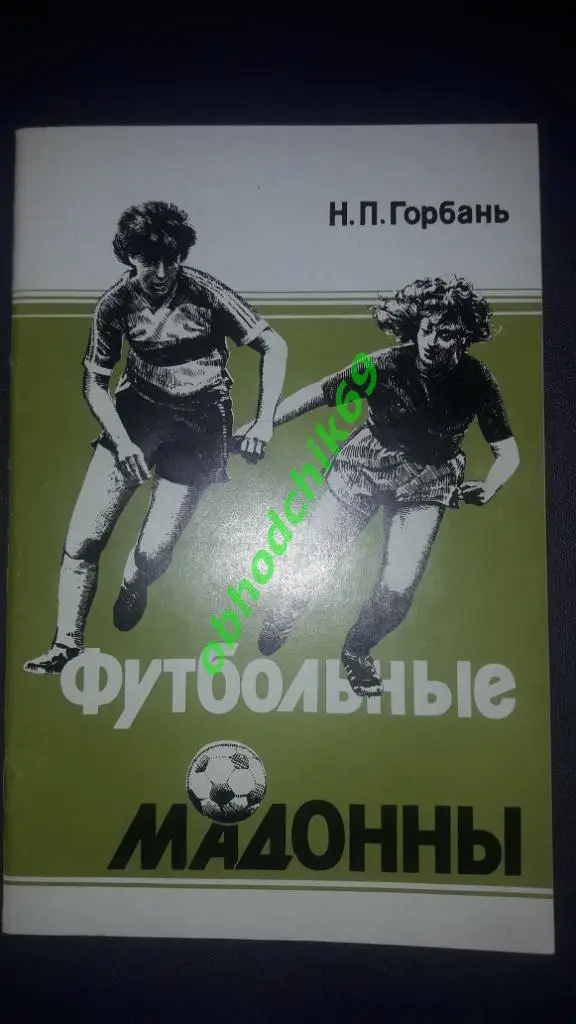 Н.П.Горбань
obhodchik69
Футбольные
МАДОННЫ